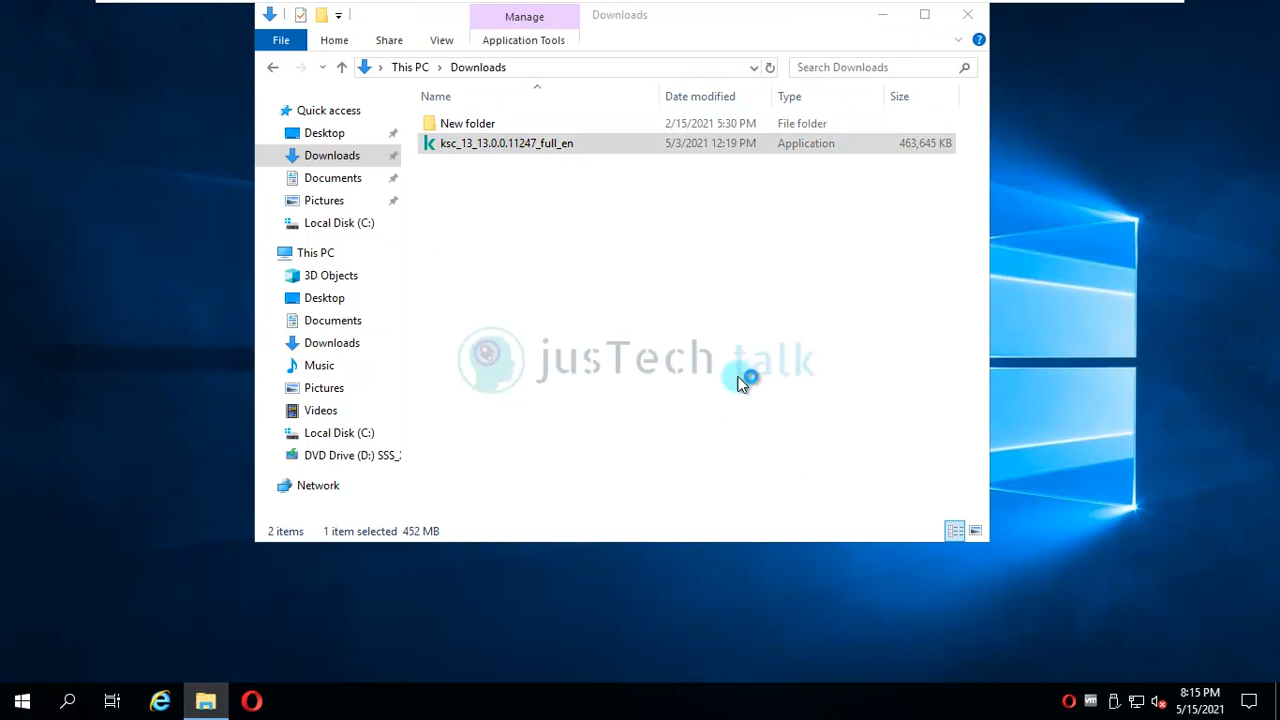 Manage
Downloads
File
Home
Share
View
Application Tools
This PC
Downloads
Search Downloads
Name
Date modified
Type
Size
New folder
2/15/2021 5:30 PM
File folder
ksc_13_13.0.0.11247_full_en
5/3/2021 12:19 PM
Application
463,645 KB
Quick access
Desktop
Downloads
Documents
Pictures
Local Disk (C:)
This PC
3D Objects
Desktop
Documents
Downloads
Music
Pictures
Videos
Local Disk (C:)
DVD Drive (D:) SSS_
Network
jusTech talk
2 items
1 item selected 452 MB
8:15 PM
5/15/2021